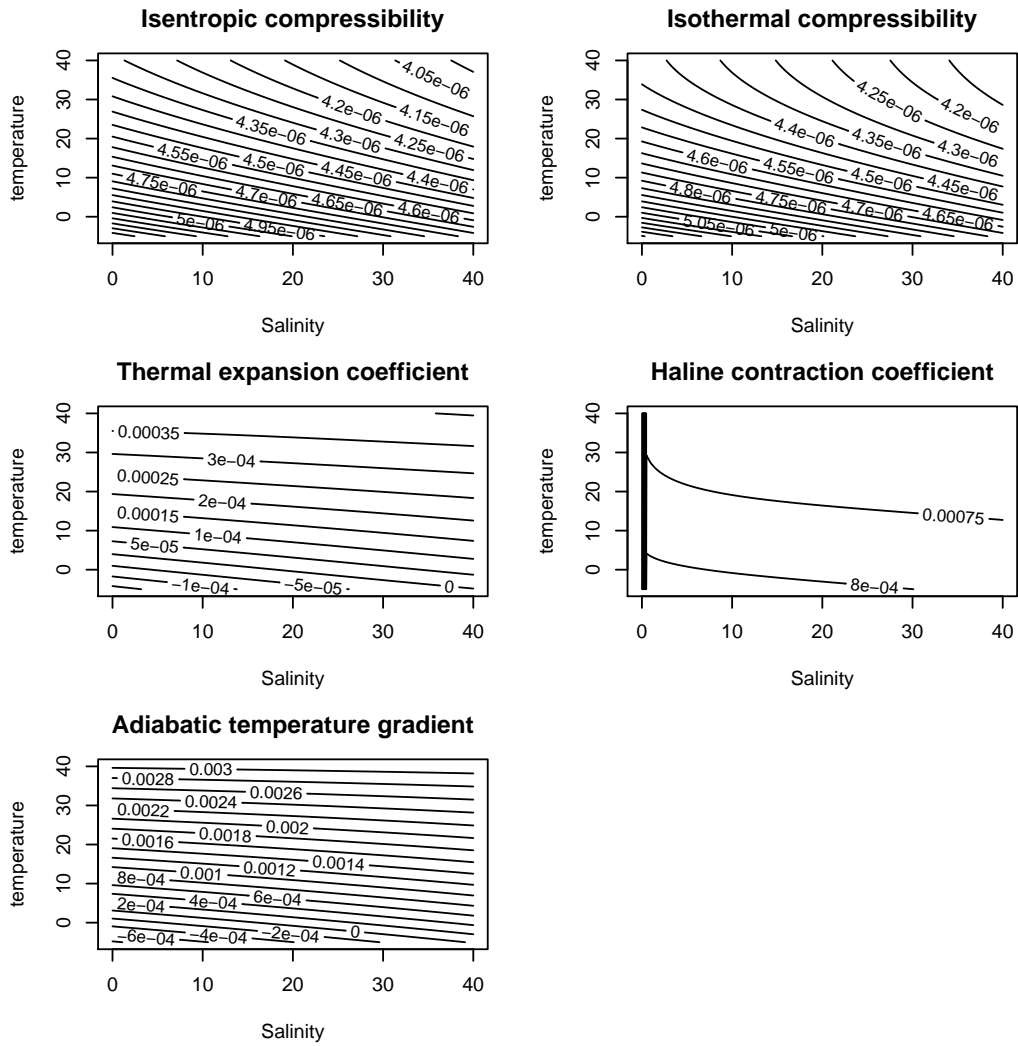 Isentropic compressibility
temperature
40
30
20
10
0
4.05e−06
4.2e−06
4.15e−06
4.35e−06
4.3e−06
4.25e−06
4.55e−06
4.5e−06
4.45e−06
4.4e−06
4.75e−06
4.7e−06
4.65e−06
4.6e−06
5e−06
4.95e−06
0 10 20 30 40
Salinity
Isothermal compressibility
temperature
40
30
20
10
0
4.25e−06
4.2e−06
4.4e−06
4.35e−06
4.3e−06
4.6e−06
4.55e−06
4.5e−06
4.45e−06
4.8e−06
4.75e−06
4.7e−06
4.65e−06
5.05e−06
5e−06
0 10 20 30 40
Salinity
Thermal expansion coefficient
temperature
40
30
20
10
0
0.00035
3e−04
0.00025
2e−04
0.00015
1e−04
5e−05
−1e−04
−5e−05
0
0 10 20 30 40
Salinity
Haline contraction coefficient
temperature
40
30
20
10
0
0.00075
8e−04
0 10 20 30 40
Salinity
Adiabatic temperature gradient
temperature
40
30
20
10
0
0.003
0.0028
0.0026
0.0024
0.0022
0.002
0.0018
0.0016
0.0014
0.0012
0.001
8e−04
6e−04
4e−04
2e−04
0
−2e−04
−4e−04
−6e−04
0 10 20 30 40
Salinity